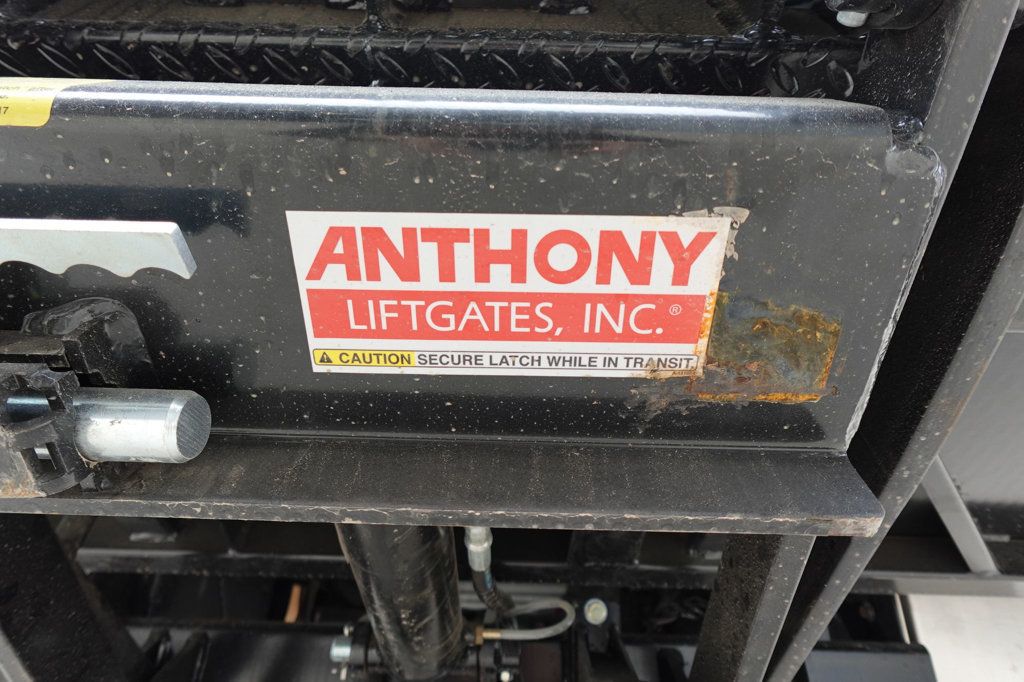 ANTHONY
LIFTGATES, INC.®
⚠ CAUTION SECURE LATCH WHILE IN TRANSIT.